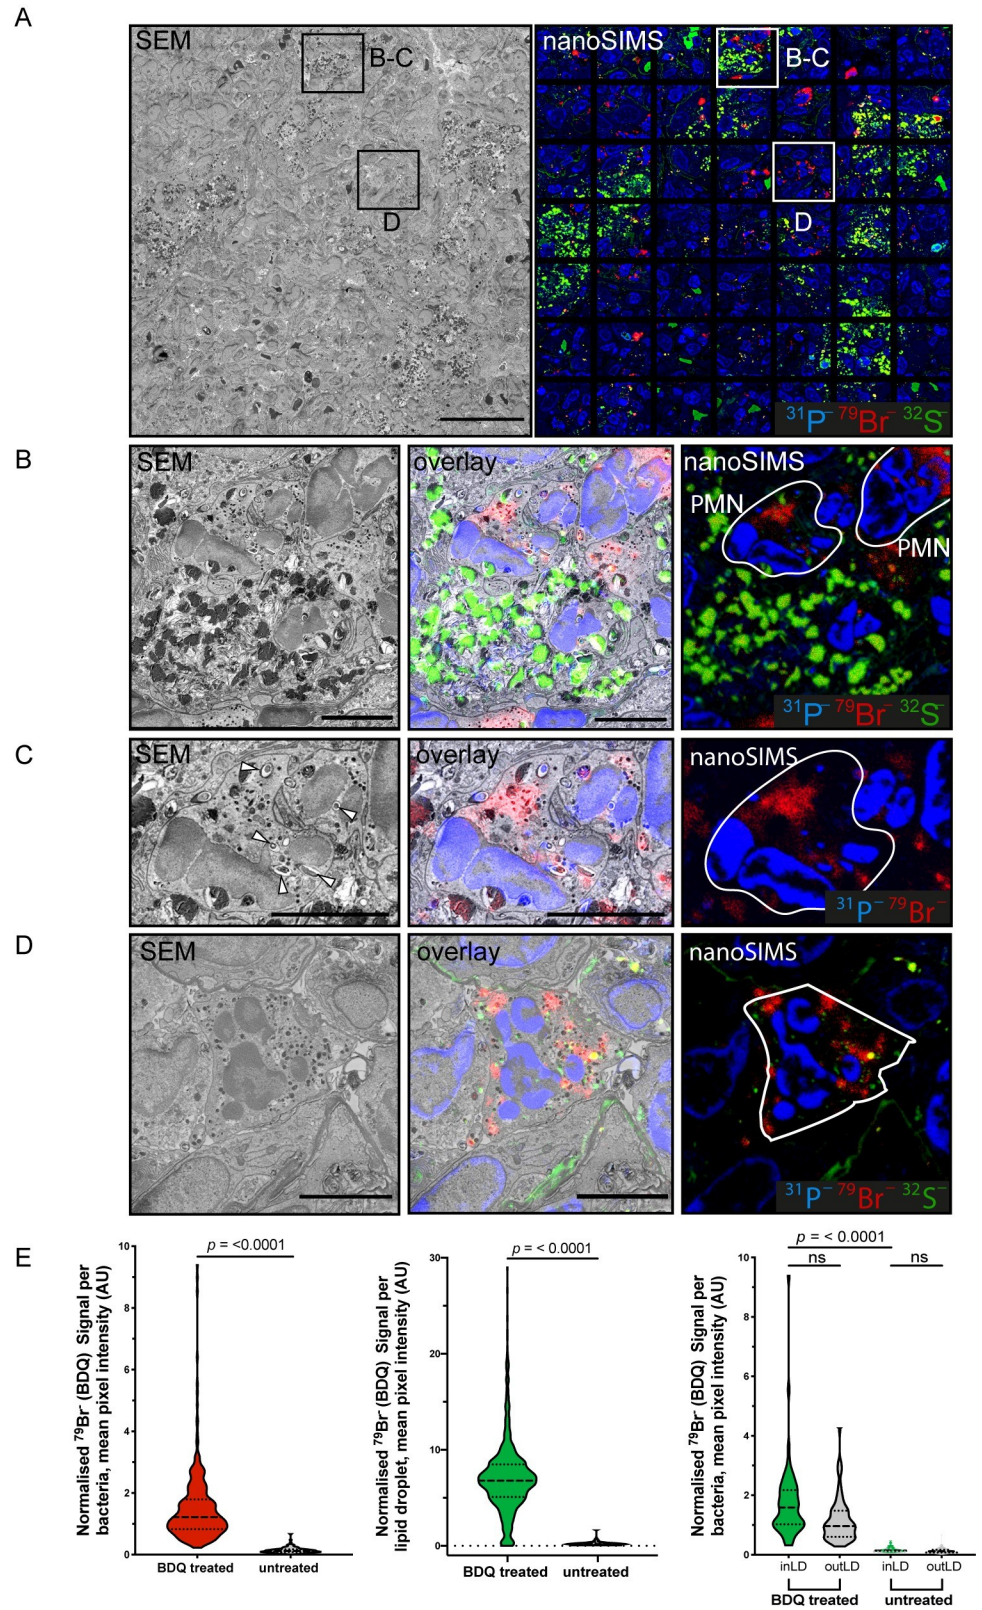 A
SEM
B-C
D
nanoSIMS
B-C
D
31P− 79Br− 32S−
B
SEM
overlay
nanoSIMS
PMN
PMN
31P− 79Br− 32S−
C
SEM
overlay
nanoSIMS
31P− 79Br−
D
SEM
overlay
nanoSIMS
31P− 79Br− 32S−
E
Normalised 79Br- (BDQ) Signal per
bacteria, mean pixel intensity (AU)
10
8
6
4
2
0
p = <0.0001
BDQ treated
untreated
Normalised 79Br- (BDQ) Signal per
lipid droplet, mean pixel intensity (AU)
30
20
10
0
p = < 0.0001
BDQ treated
untreated
Normalised 79Br- (BDQ) Signal per
bacteria, mean pixel intensity (AU)
10
8
6
4
2
0
p = < 0.0001
ns
ns
inLD
outLD
inLD
outLD
BDQ treated
untreated